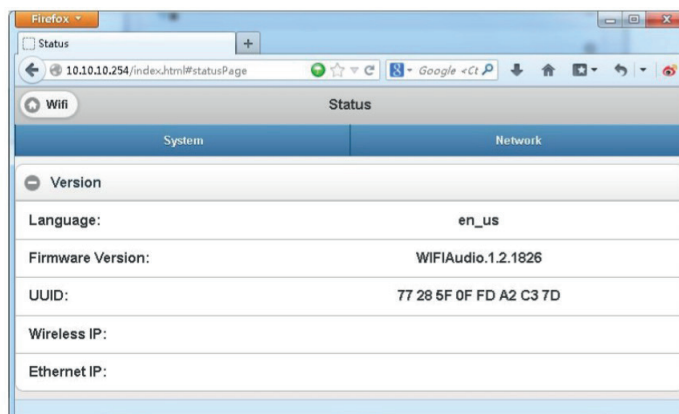 Firefox
Status
10.10.10.254/index.html#statusPage
Google <Ct
Wifi
Status
System Network
Version
Language: en_us
Firmware Version: WIFIAudio.1.2.1826
UUID: 77 28 5F 0F FD A2 C3 7D
Wireless IP:
Ethernet IP: